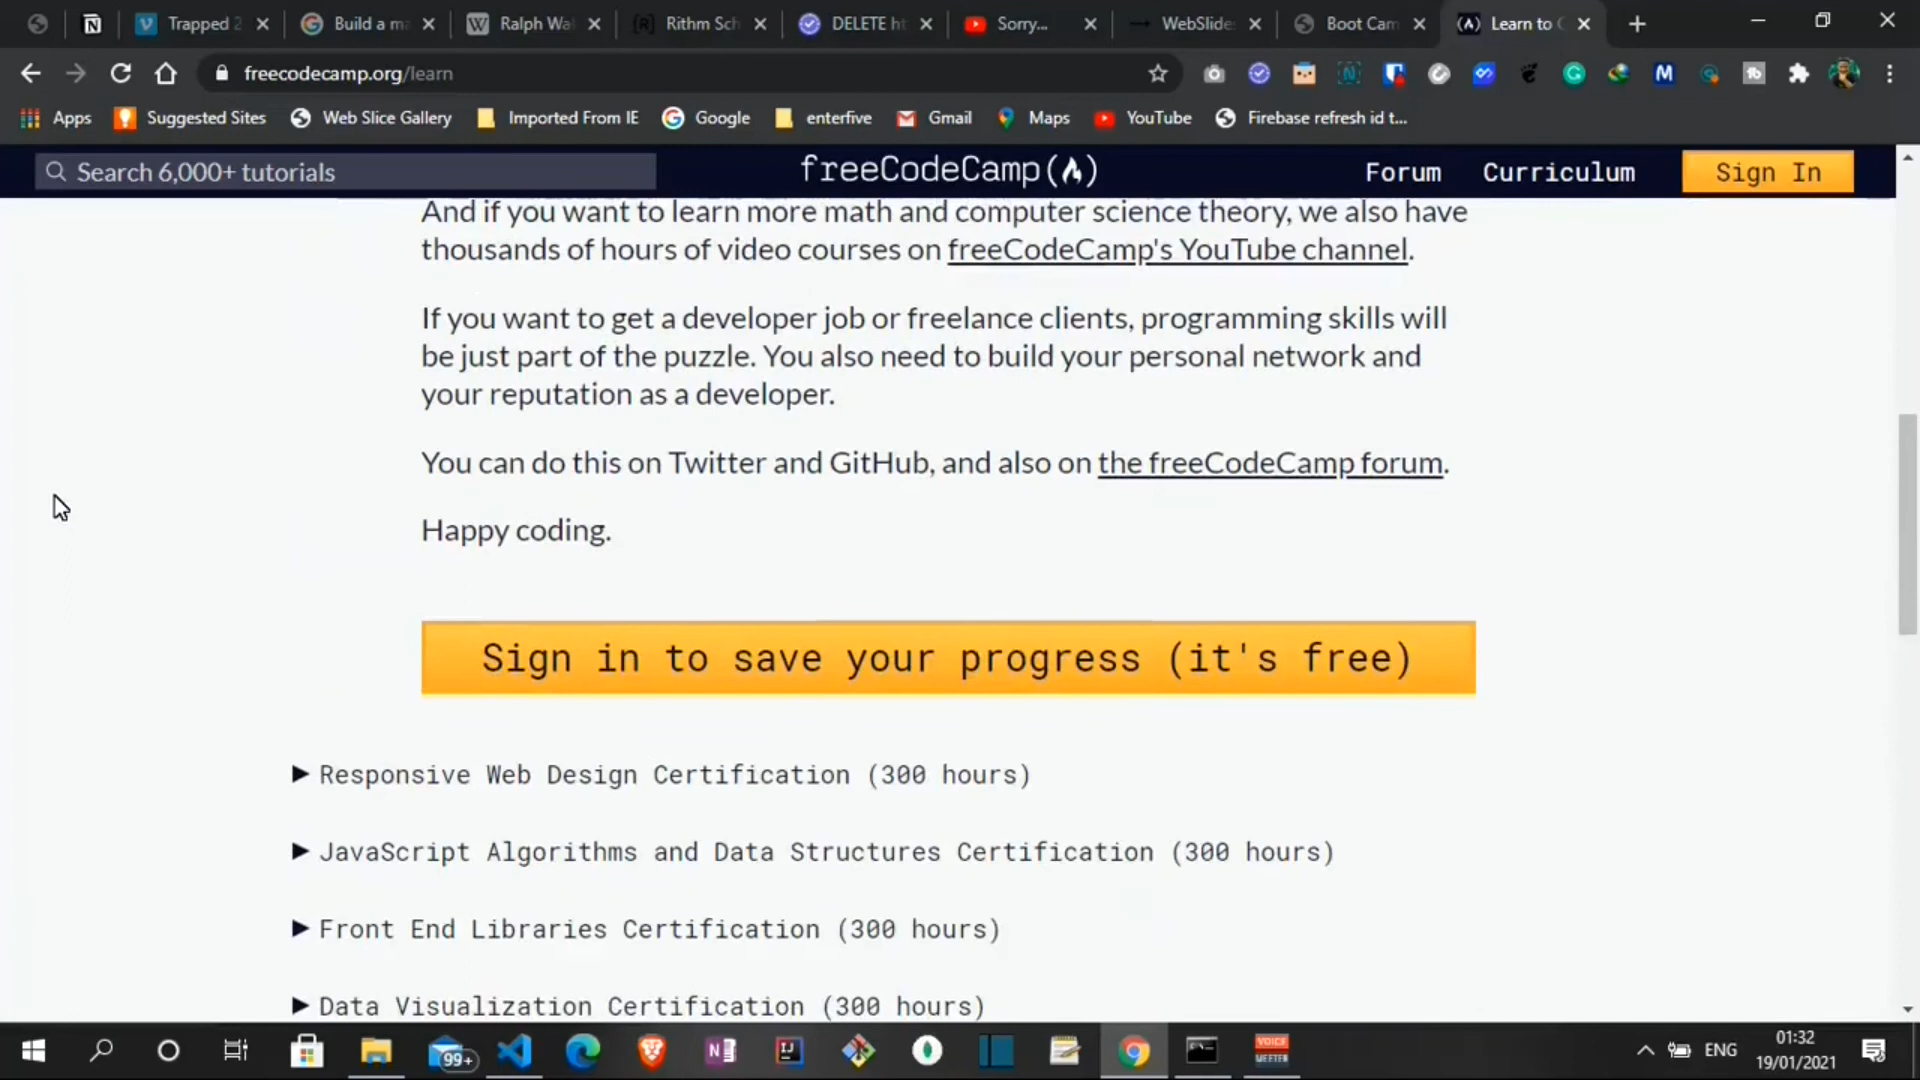 Trapped 2
Build a ma
Ralph Wal
Rithm Sch
DELETE ht
Sorry...
WebSlide
Boot Cam
Learn to C
freecodecamp.org/learn
Apps
Suggested Sites
Web Slice Gallery
Imported From IE
Google
enterfive
Gmail
Maps
YouTube
Firebase refresh id t...
Search 6,000+ tutorials
freeCodeCamp
Forum
Curriculum
Sign In
And if you want to learn more math and computer science theory, we also have
thousands of hours of video courses on freeCodeCamp's YouTube channel.
If you want to get a developer job or freelance clients, programming skills will
be just part of the puzzle. You also need to build your personal network and
your reputation as a developer.
You can do this on Twitter and GitHub, and also on the freeCodeCamp forum.
Happy coding.
Sign in to save your progress (it's free)
Responsive Web Design Certification (300 hours)
JavaScript Algorithms and Data Structures Certification (300 hours)
Front End Libraries Certification (300 hours)
Data Visualization Certification (300 hours)
99+
VOICE
MEETER
ENG
01:32
19/01/2021